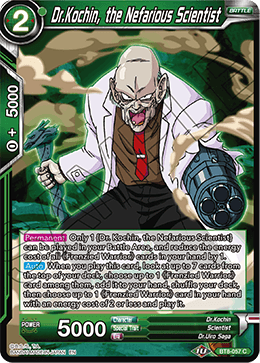 2
Dr.Kochin, the Nefarious Scientist
BATTLE
0 + 5000
Permanent Only 1 {Dr. Kochin, the Nefarious Scientist}
can be played in your Battle Area, and reduce the energy
cost of all ≪Frenzied Warrior≫ cards in your hand by 1.
Auto When you play this card, look at up to 7 cards from
the top of your deck, choose up to 1 ≪Frenzied Warrior≫
card among them, add it to your hand, shuffle your deck,
then choose up to 1 ≪Frenzied Warrior≫ card in your hand
with an energy cost of 2 or less and play it.
POWER
5000
Character
Special Trait
Era
Dr.Kochin
Scientist
Dr.Uiro Saga
BT8-057 C